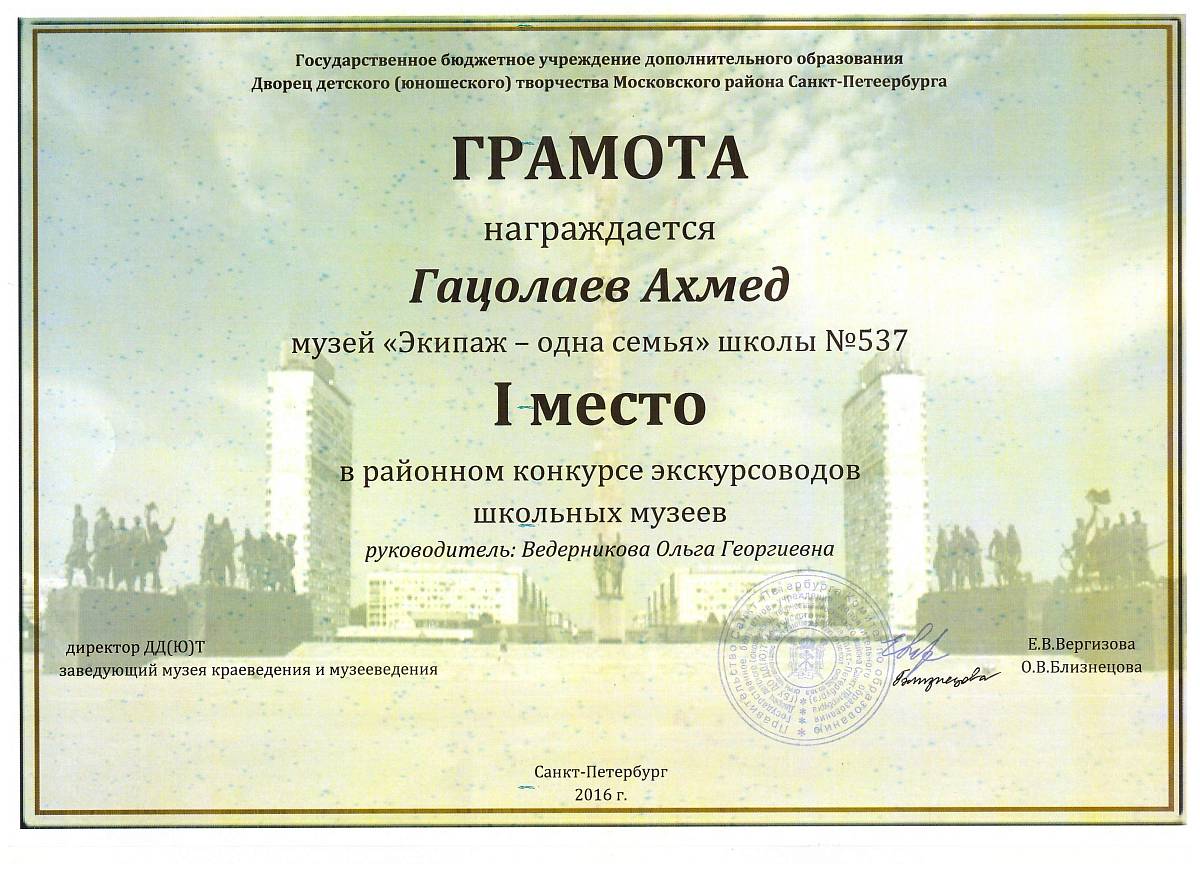 Государственное бюджетное учреждение дополнительного образования
Дворец детского (юношеского) творчества Московского района Санкт-Петеербурга
ГРАМОТА
награждается
Гацолаев Ахмед
музей «Экипаж – одна семья» школы №537
I место
в районном конкурсе экскурсоводов
школьных музеев
руководитель: Ведерникова Ольга Георгиевна
директор ДД(Ю)Т
Е.В.Вергизова
заведующий музея краеведения и музееведения
О.В.Близнецова
Близнецова
Санкт-Петербург
2016 г.